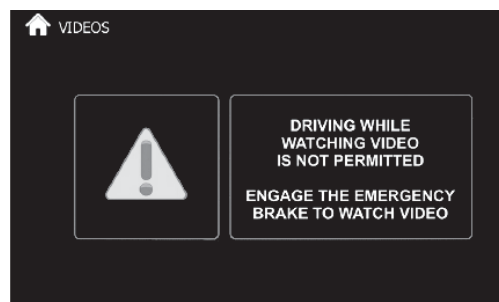 VIDEOS
DRIVING WHILE
WATCHING VIDEO
IS NOT PERMITTED
ENGAGE THE EMERGENCY
BRAKE TO WATCH VIDEO